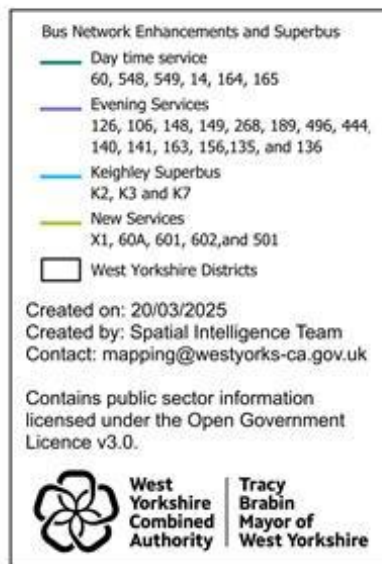 Bus Network Enhancements and Superbus
Day time service
60, 548, 549, 14, 164, 165
Evening Services
126, 106, 148, 149, 268, 189, 496, 444,
140, 141, 163, 156,135, and 136
Keighley Superbus
K2, K3 and K7
New Services
X1, 60A, 601, 602,and 501
West Yorkshire Districts
Created on: 20/03/2025
Created by: Spatial Intelligence Team
Contact: mapping@westyorks-ca.gov.uk
Contains public sector information
licensed under the Open Government
Licence v3.0.
West
Yorkshire
Combined
Authority
Tracy
Brabin
Mayor of
West Yorkshire